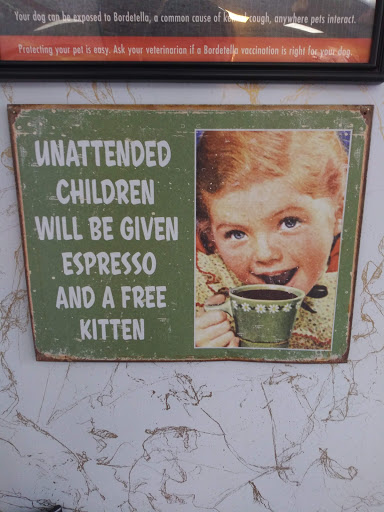 Your dog can be exposed to Bordetella, a common cause of kennel cough, anywhere pets interact.
Protecting your pet is easy. Ask your veterinarian if a Bordetella vaccination is right for your dog.
UNATTENDED
CHILDREN
WILL BE GIVEN
ESPRESSO
AND A FREE
KITTEN